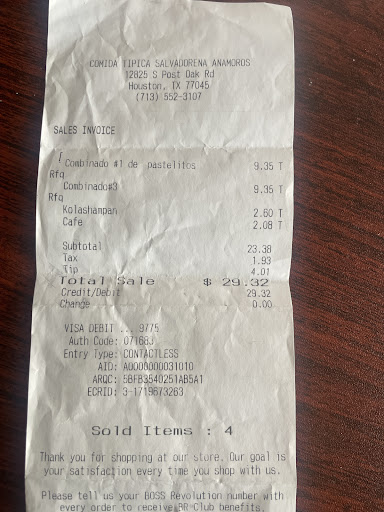 COMIDA TIPICA SALVADORENA ANAMOROS
12825 S Post Oak Rd
Houston, TX 77045
(713) 552-3107
SALES INVOICE
Combinado #1 de pastelitos 9.35 T
Rfq
Combinado#3 9.35 T
Rfq
Kolashampan 2.60 T
Cafe 2.08 T
Subtotal 23.38
Tax 1.93
Tip 4.01
Total Sale $ 29.32
Credit/Debit 29.32
Change 0.00
VISA DEBIT ... 9775
Auth Code: 07168J
Entry Type: CONTACTLESS
AID: A0000000031010
ARQC: 5BFB3540251AB5A1
ECRID: 3-1719673263
Sold Items : 4
Thank you for shopping at our store. Our goal is
your satisfaction every time you shop with us.
Please tell us your BOSS Revolution number with
every order to receive BR Club benefits.